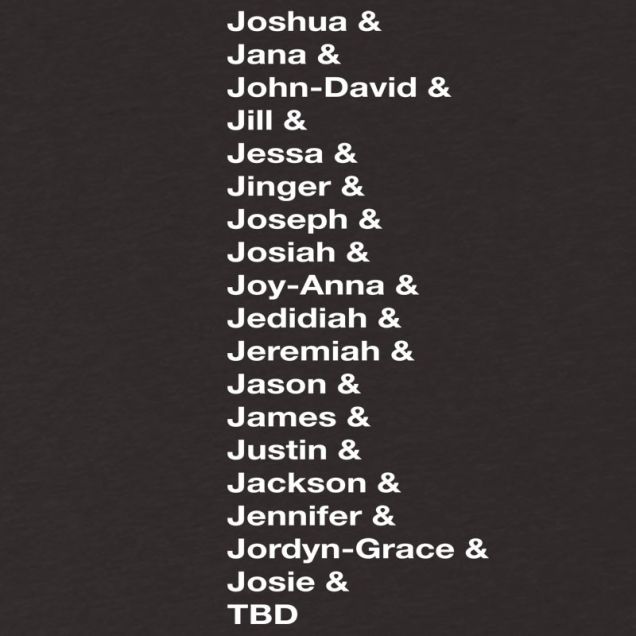 Joshua &
Jana &
John-David &
Jill &
Jessa &
Jinger &
Joseph &
Josiah &
Joy-Anna &
Jedidiah &
Jeremiah &
Jason &
James &
Justin &
Jackson &
Jennifer &
Jordyn-Grace &
Josie &
TBD